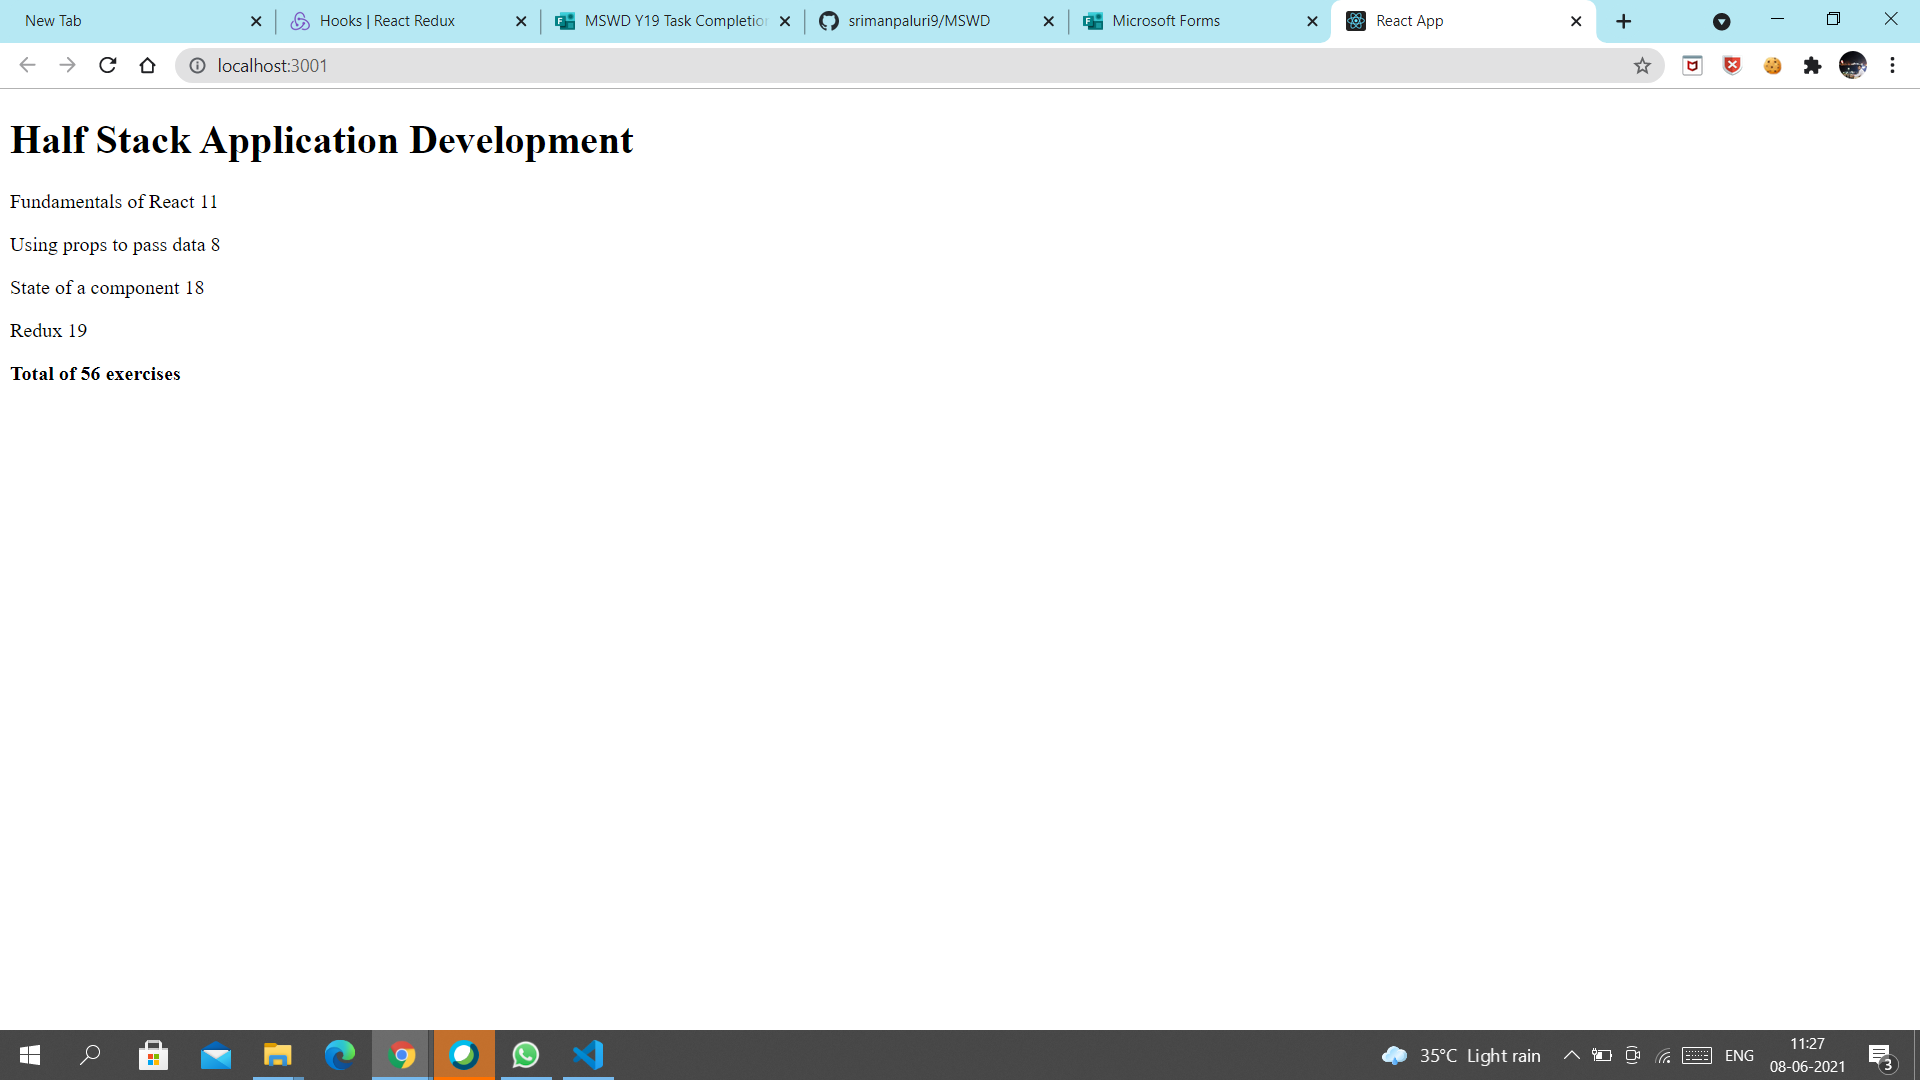 New Tab
Hooks | React Redux
MSWD Y19 Task Completion
srimanpaluri9/MSWD
Microsoft Forms
React App
localhost:3001
Half Stack Application Development
Fundamentals of React 11
Using props to pass data 8
State of a component 18
Redux 19
Total of 56 exercises
35°C Light rain
ENG
11:27
08-06-2021
3